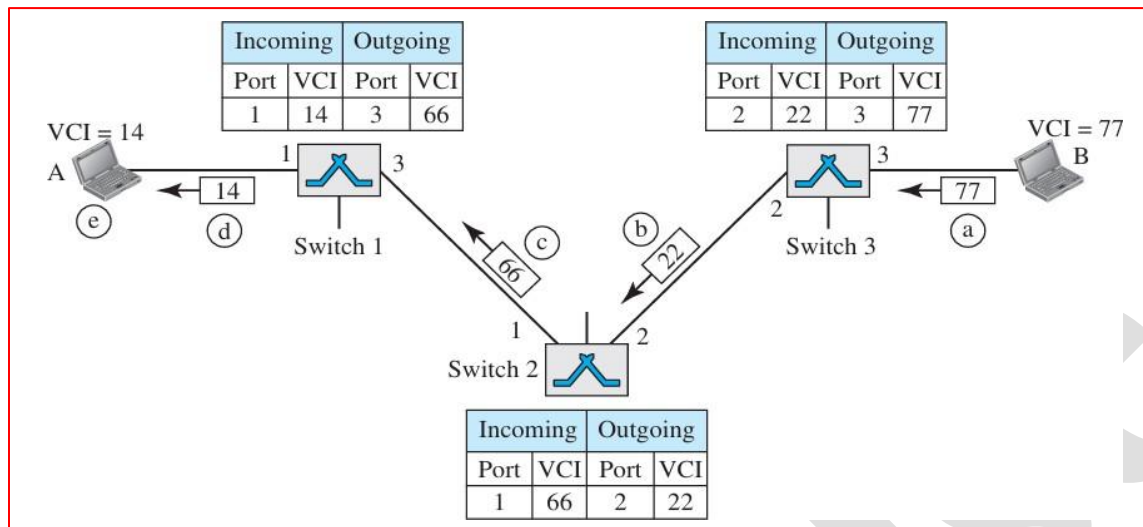 Incoming Outgoing
Port VCI Port VCI
1 14 3 66
Incoming Outgoing
Port VCI Port VCI
2 22 3 77
VCI = 14
A
1
3
14
e
d
Switch 1
VCI = 77
B
3
2
77
a
Switch 3
c
66
b
22
1
2
Switch 2
Incoming Outgoing
Port VCI Port VCI
1 66 2 22